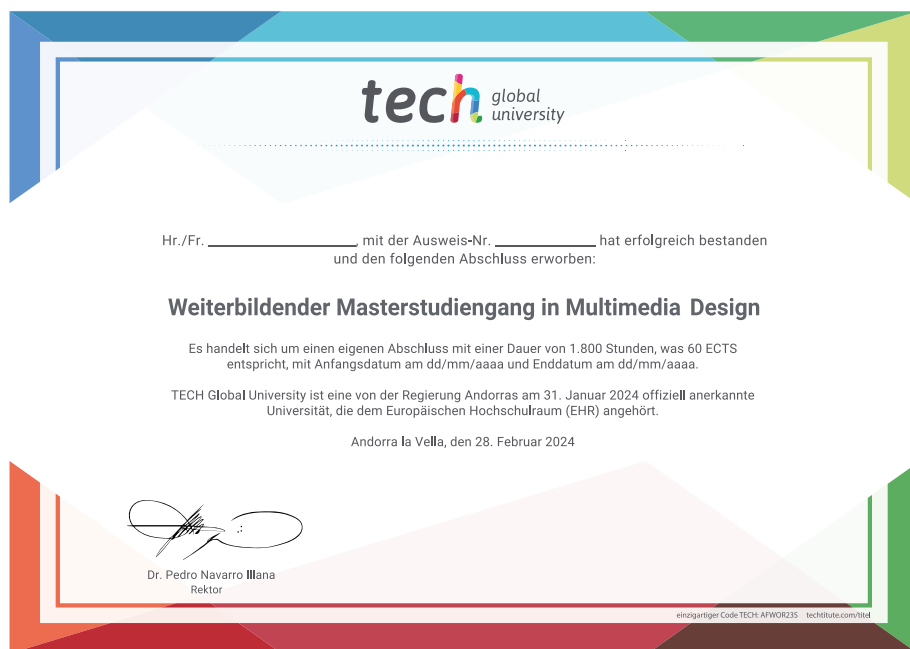 tech global university
Hr./Fr. ________________, mit der Ausweis-Nr. ____________ hat erfolgreich bestanden
und den folgenden Abschluss erworben:
Weiterbildender Masterstudiengang in Multimedia Design
Es handelt sich um einen eigenen Abschluss mit einer Dauer von 1.800 Stunden, was 60 ECTS
entspricht, mit Anfangsdatum am dd/mm/aaaa und Enddatum am dd/mm/aaaa.
TECH Global University ist eine von der Regierung Andorras am 31. Januar 2024 offiziell anerkannte
Universität, die dem Europäischen Hochschulraum (EHR) angehört.
Andorra la Vella, den 28. Februar 2024
Dr. Pedro Navarro Illana
Rektor
einzigartiger Code TECH: AFWOR23S techtitute.com/titel